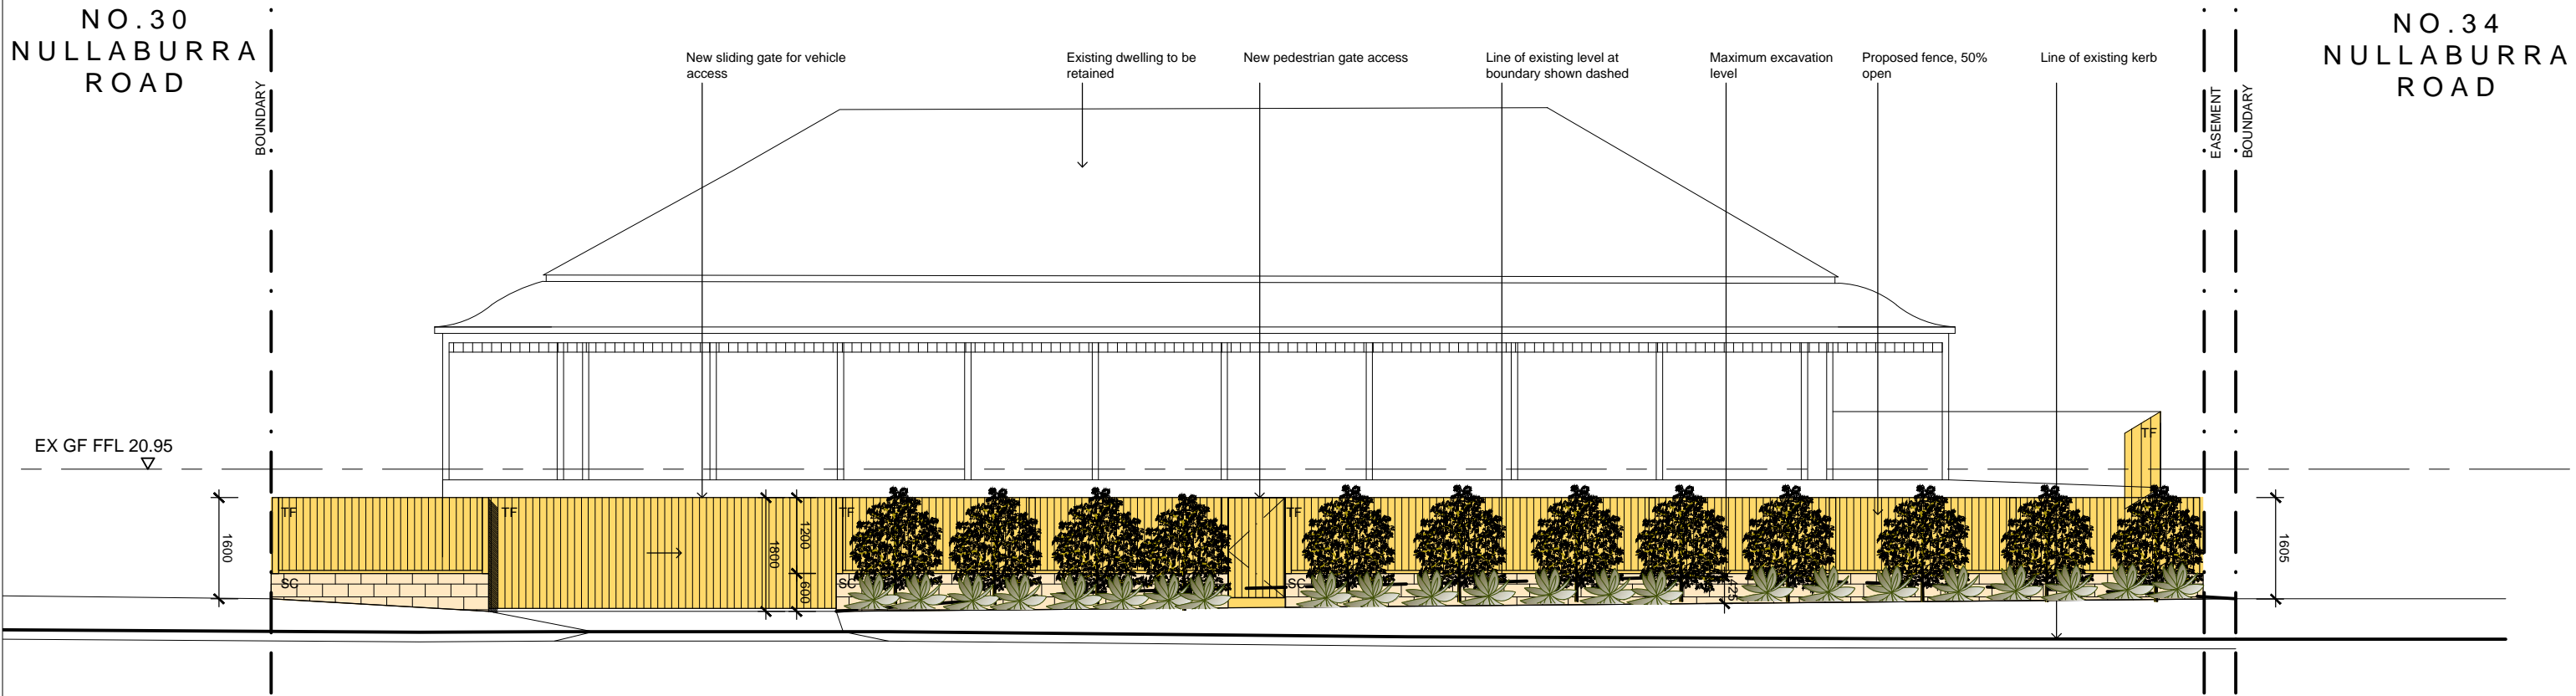 NO.30
NULLABURRA
ROAD
BOUNDARY
New sliding gate for vehicle
access
Existing dwelling to be
retained
New pedestrian gate access
Line of existing level at
boundary shown dashed
Maximum excavation
level
Proposed fence, 50%
open
Line of existing kerb
EASEMENT
BOUNDARY
NO.34
NULLABURRA
ROAD
EX GF FFL 20.95
TF
1600
TF
SC
TF
1800
1200
600
TF
SC
TF
SC
1605